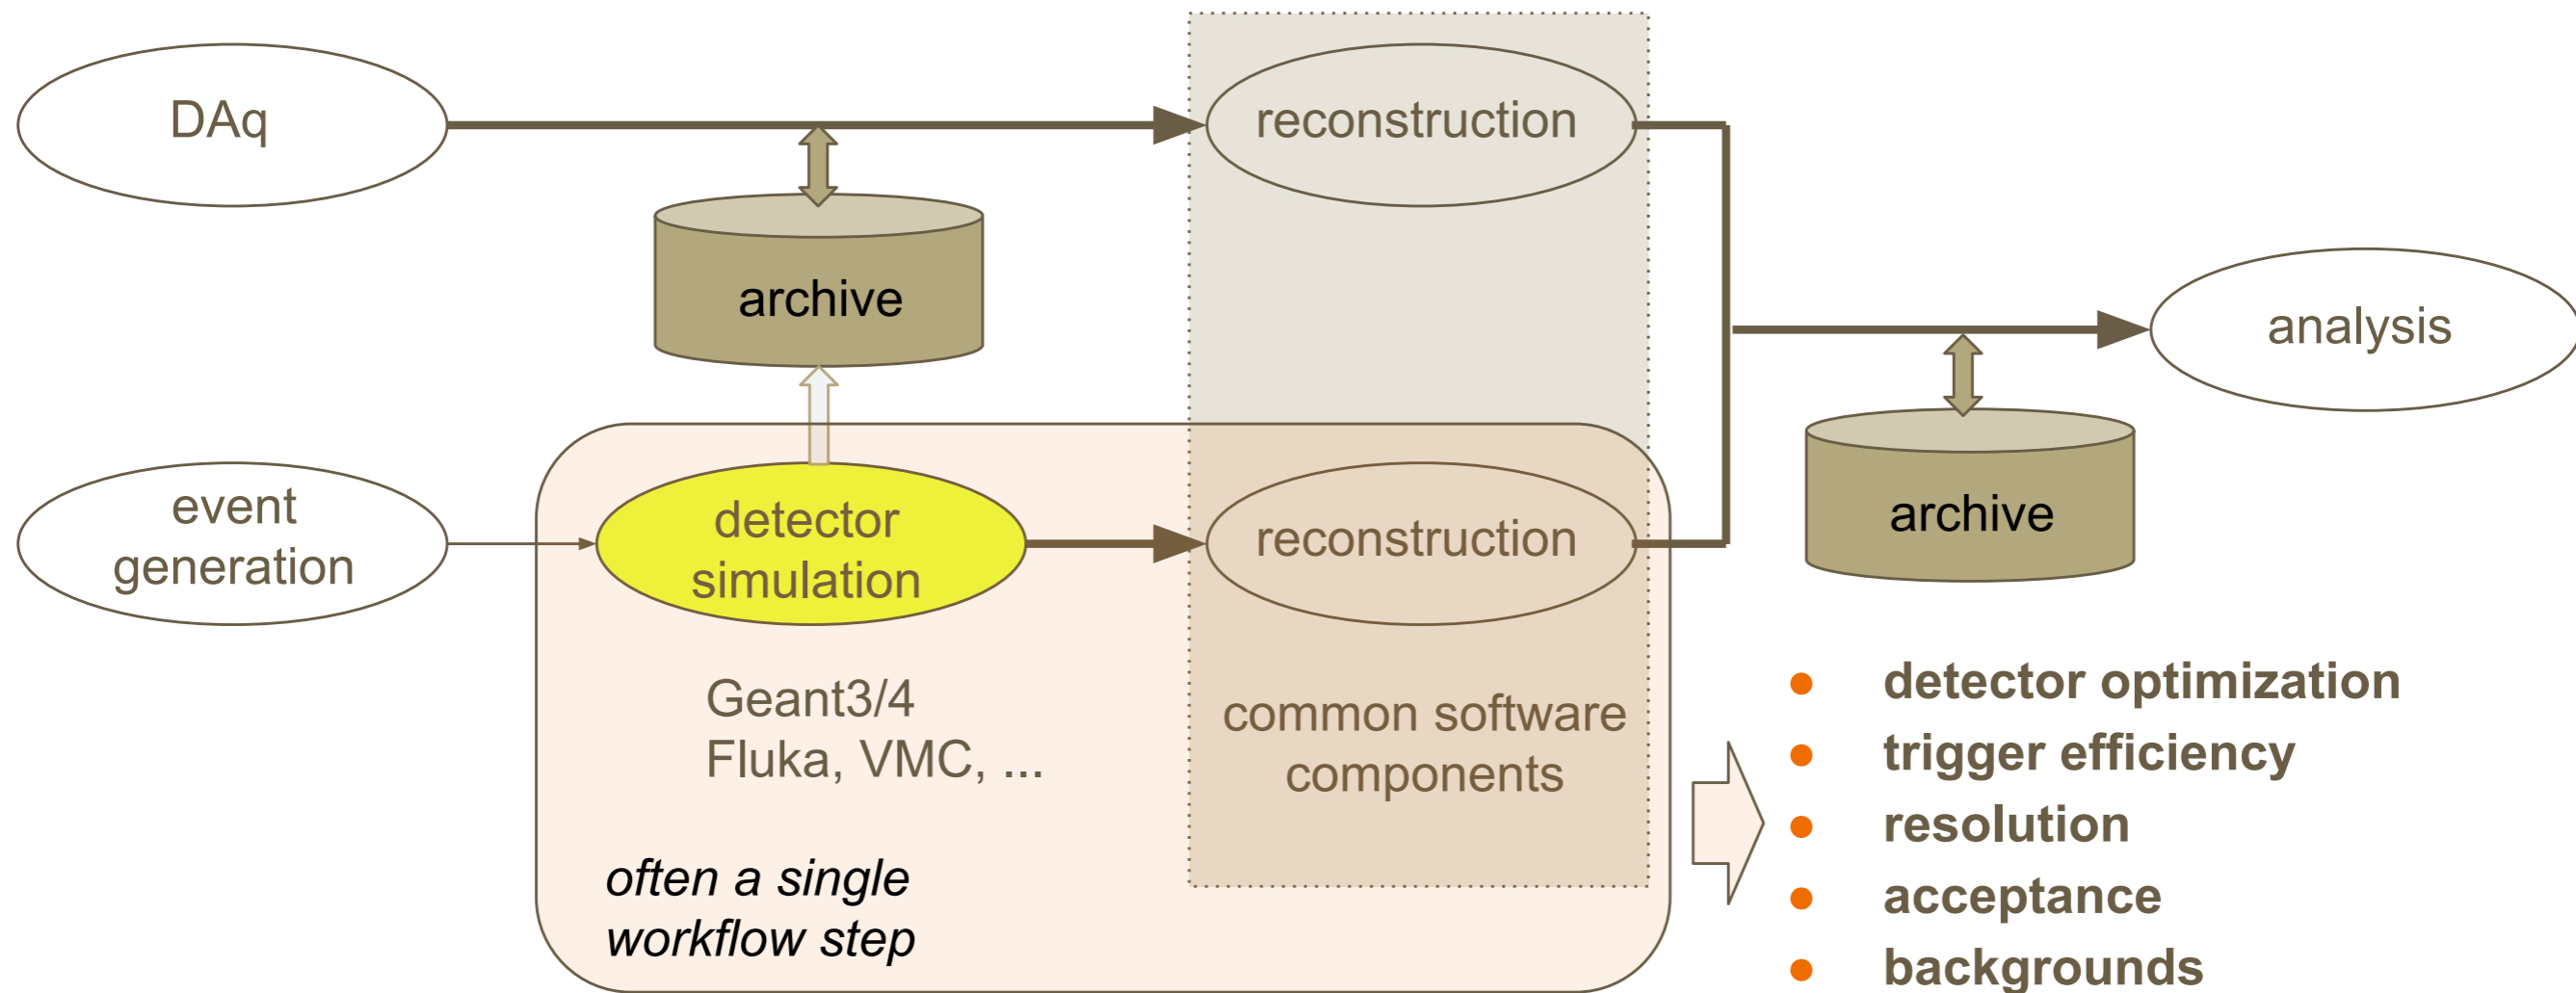 DAq
reconstruction
archive
analysis
event
generation
detector
simulation
reconstruction
archive
Geant3/4
Fluka, VMC, ...
common software
components
often a single
workflow step
● detector optimization
● trigger efficiency
● resolution
● acceptance
● backgrounds